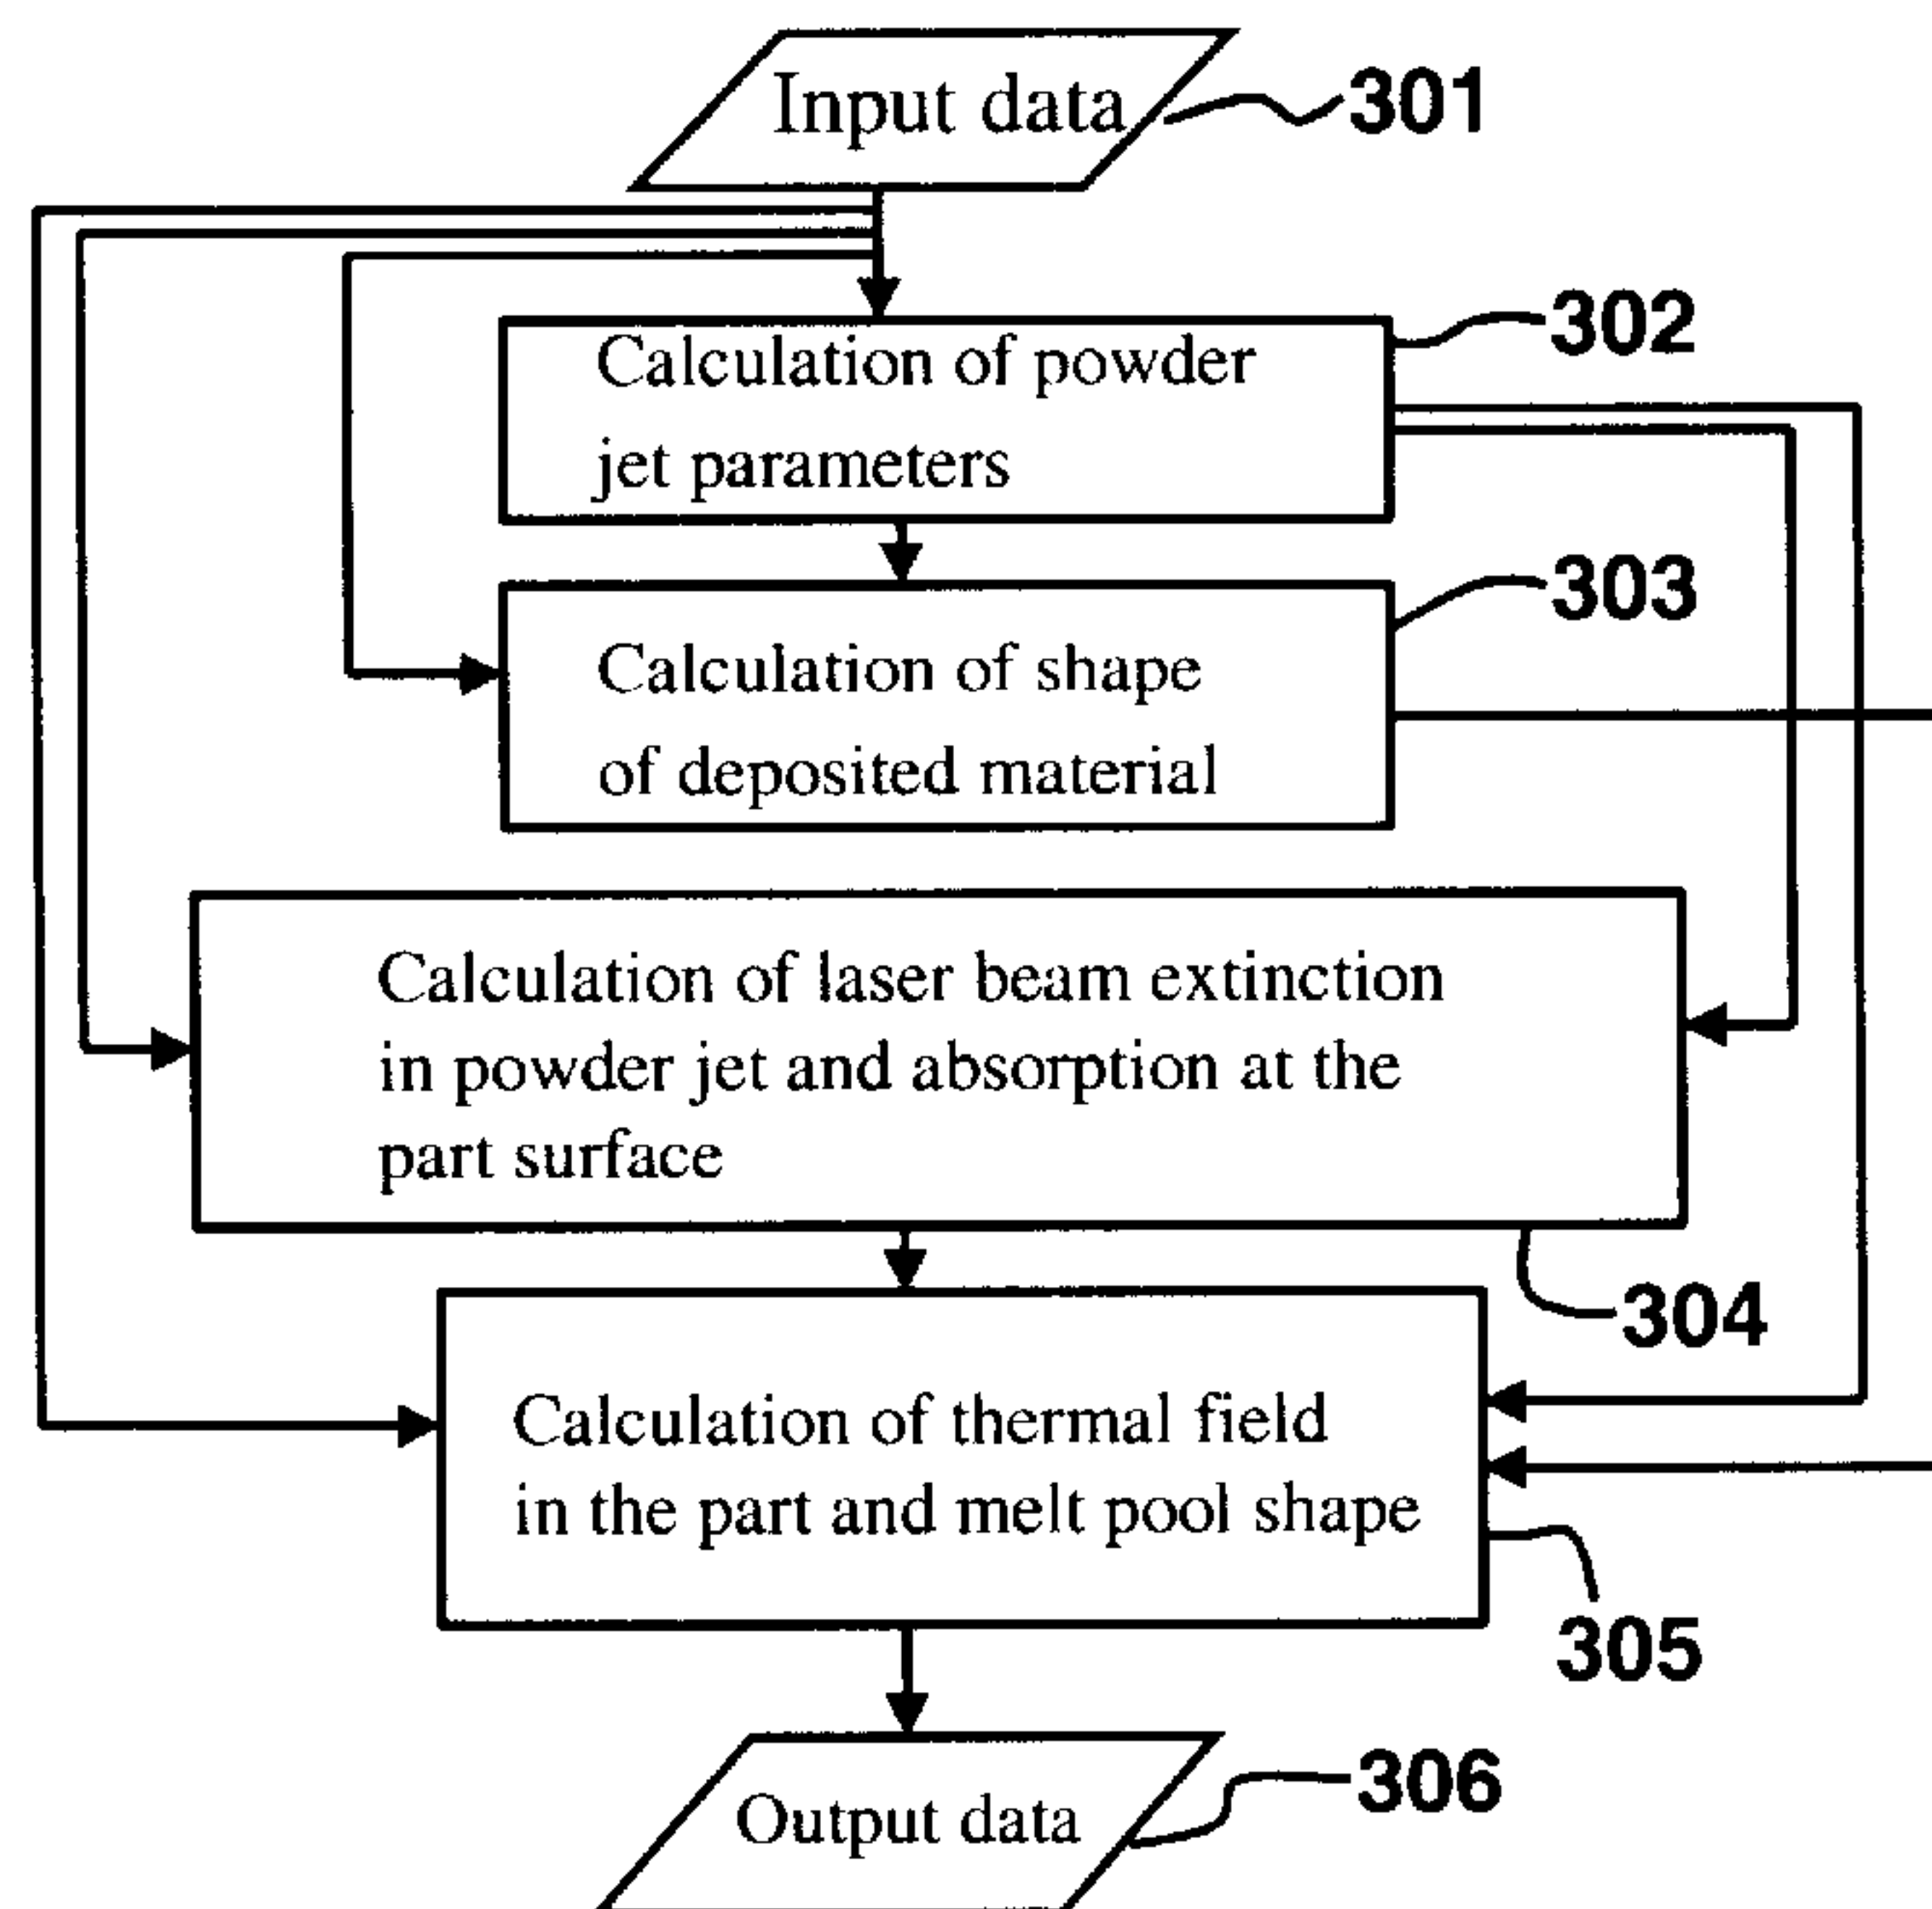 Input data
301
302
Calculation of powder
jet parameters
303
Calculation of shape
of deposited material
Calculation of laser beam extinction
in powder jet and absorption at the
part surface
304
Calculation of thermal field
in the part and melt pool shape
305
306
Output data